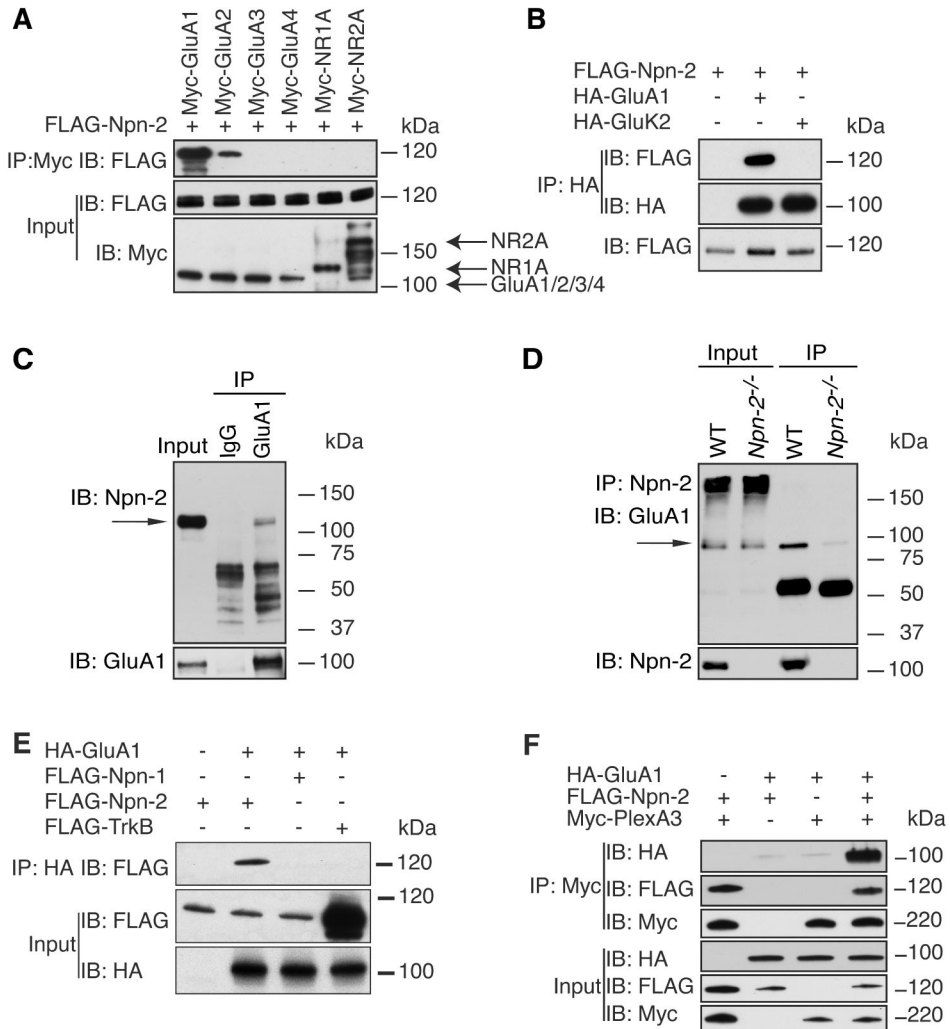 A
Myc-GluA1
Myc-GluA2
Myc-GluA3
Myc-GluA4
Myc-NR1A
Myc-NR2A
FLAG-Npn-2 + + + + + + kDa
IP:Myc IB: FLAG – 120
Input
IB: FLAG – 120
IB: Myc
– 150
– 100
NR2A
NR1A
GluA1/2/3/4
B
FLAG-Npn-2 + + +
HA-GluA1 - + -
HA-GluK2 - - + kDa
IP: HA
IB: FLAG – 120
IB: HA – 100
IB: FLAG – 120
C
IP
Input IgG GluA1 kDa
IB: Npn-2
– 150
– 100
– 75
– 50
– 37
IB: GluA1 – 100
D
Input IP
WT Npn-2-/- WT Npn-2-/- kDa
IP: Npn-2
IB: GluA1
– 150
– 100
– 75
– 50
– 37
IB: Npn-2 – 100
E
HA-GluA1 - + + +
FLAG-Npn-1 - - + -
FLAG-Npn-2 + + - -
FLAG-TrkB - - - + kDa
IP: HA IB: FLAG – 120
Input
IB: FLAG – 120
IB: HA – 100
F
HA-GluA1 - + + +
FLAG-Npn-2 + + - +
Myc-PlexA3 + - + + kDa
IP: Myc
IB: HA –100
IB: FLAG –120
IB: Myc –220
Input
IB: HA –100
IB: FLAG –120
IB: Myc –220